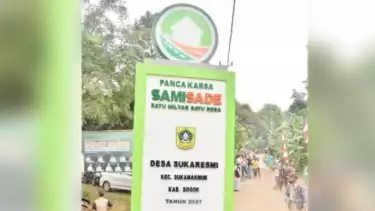 PANCA KARSA
SAMISADE
SATU MILYAR SATU DESA
DESA SUKARESMI
KEC. SUKAMAKMUR
KAB. BOGOR
TAHUN 2021